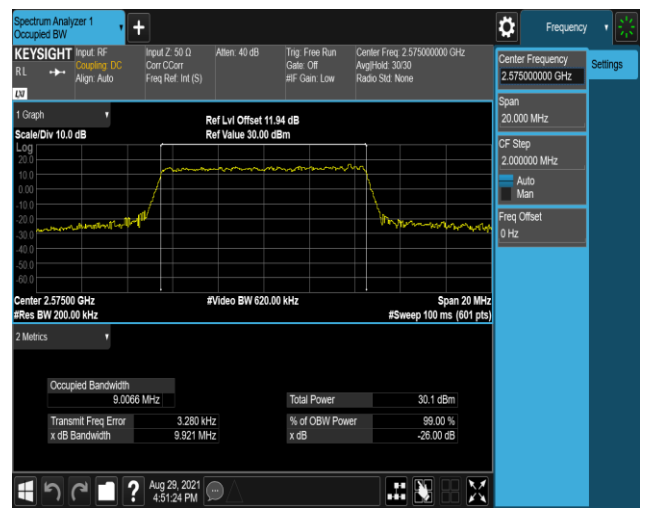 Spectrum Analyzer 1
Occupied BW
Frequency
KEYSIGHT
RL
LXI
Input: RF
Coupling: DC
Align: Auto
Input Z: 50 Ω
Corr CCorr
Freq Ref: Int (S)
Atten: 40 dB
Trig: Free Run
Gate: Off
#IF Gain: Low
Center Freq: 2.575000000 GHz
Avg|Hold: 30/30
Radio Std: None
Center Frequency
2.575000000 GHz
Settings
Span
20.000 MHz
CF Step
2.000000 MHz
Auto
Man
Freq Offset
0 Hz
1 Graph
Scale/Div 10.0 dB
Ref Lvl Offset 11.94 dB
Ref Value 30.00 dBm
Log
20.0
10.0
0.00
-10.0
-20.0
-30.0
-40.0
-50.0
-60.0
Center 2.57500 GHz
#Res BW 200.00 kHz
#Video BW 620.00 kHz
Span 20 MHz
#Sweep 100 ms (601 pts)
2 Metrics
Occupied Bandwidth
9.0066 MHz
Total Power 30.1 dBm
Transmit Freq Error 3.280 kHz
% of OBW Power 99.00 %
x dB Bandwidth 9.921 MHz
x dB -26.00 dB
?
Aug 29, 2021
4:51:24 PM